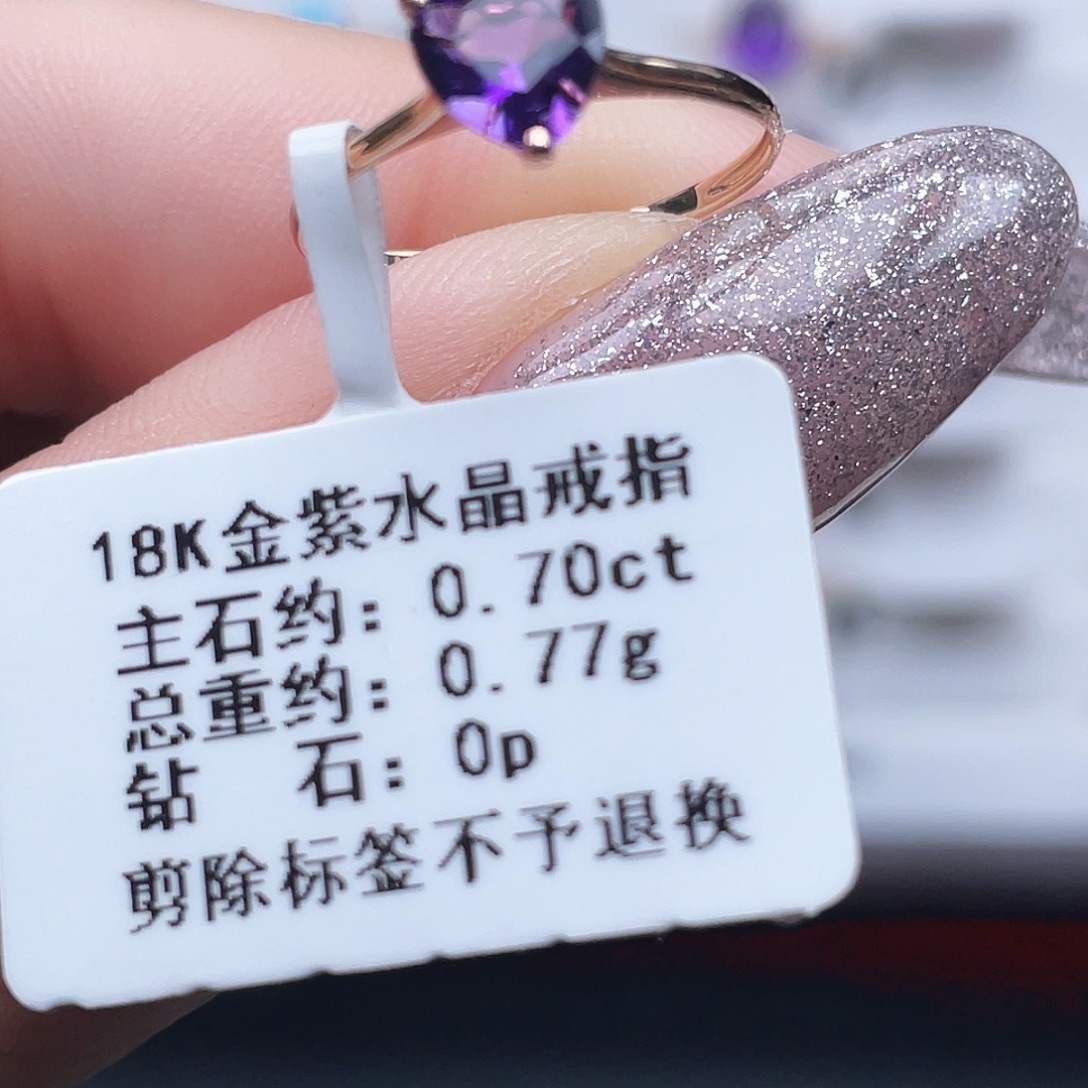 18K金紫水晶戒指
主石约：0.70ct
总重约：0.77g
钻 石：0p
剪除标签不予退换